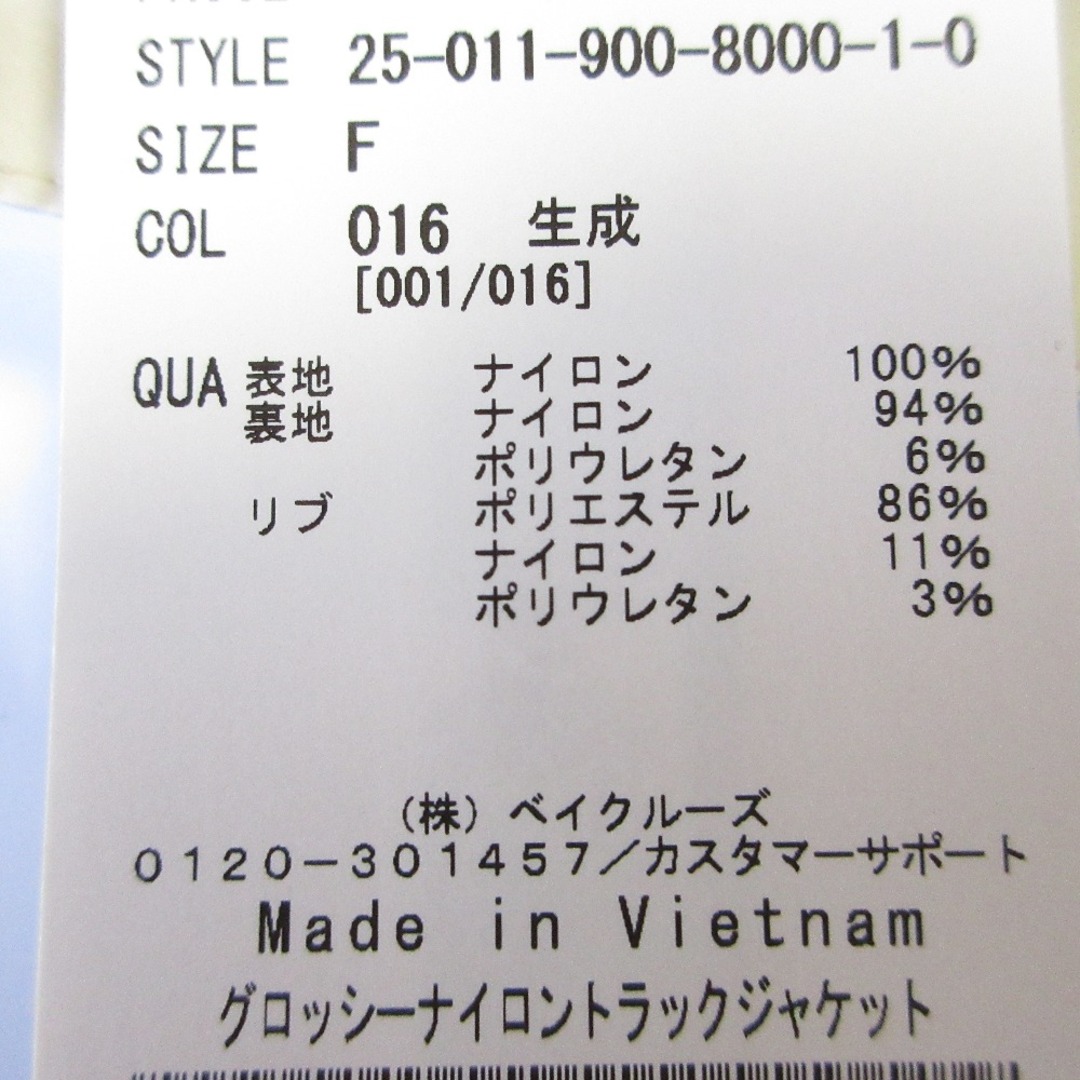 STYLE 25-011-900-8000-1-0
SIZE F
COL 016 生成
[001/016]
QUA 表地 ナイロン 100%
裏地 ナイロン 94%
ポリウレタン 6%
リブ ポリエステル 86%
ナイロン 11%
ポリウレタン 3%
（株）ベイクルーズ
０１２０－３０１４５７／カスタマーサポート
Made in Vietnam
グロッシーナイロントラックジャケット